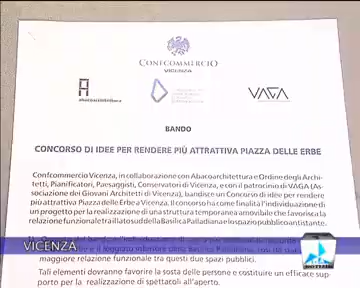 CONFCOMMERCIO
VICENZA
abacoarchitettura
VAGA
BANDO
CONCORSO DI IDEE PER RENDERE PIÙ ATTRATTIVA PIAZZA DELLE ERBE
Confcommercio Vicenza, in collaborazione con Abacoarchitettura e Ordine degli Archi-
tetti, Pianificatori, Paesaggisti, Conservatori di Vicenza, e con il patrocinio di VAGA (As-
sociazione dei Giovani Architetti di Vicenza), bandisce un Concorso di idee per rendere
più attrattiva Piazza delle Erbe a Vicenza. Il concorso ha come finalità l'individuazione di
un progetto per la realizzazione di una struttura temporanea amovibile che favorisca la
relazione funzionale tra il lato sud della Basilica Palladiana e lo spazio pubblico antistante.
VICENZA
maggiore relazione funzionale tra questi due spazi pubblici.
Tali elementi dovranno favorire la sosta delle persone e costituire un efficace sup-
porto per la realizzazione di spettacoli all'aperto.